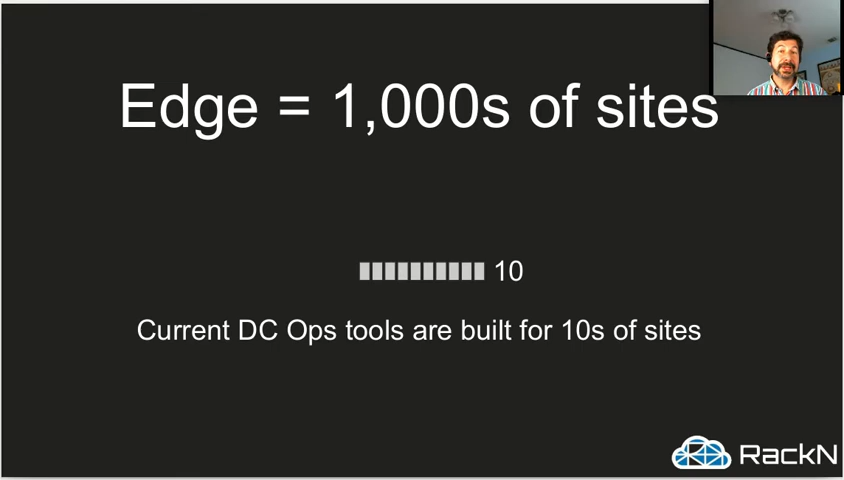 Edge = 1,000s of sites
10
Current DC Ops tools are built for 10s of sites
RackN